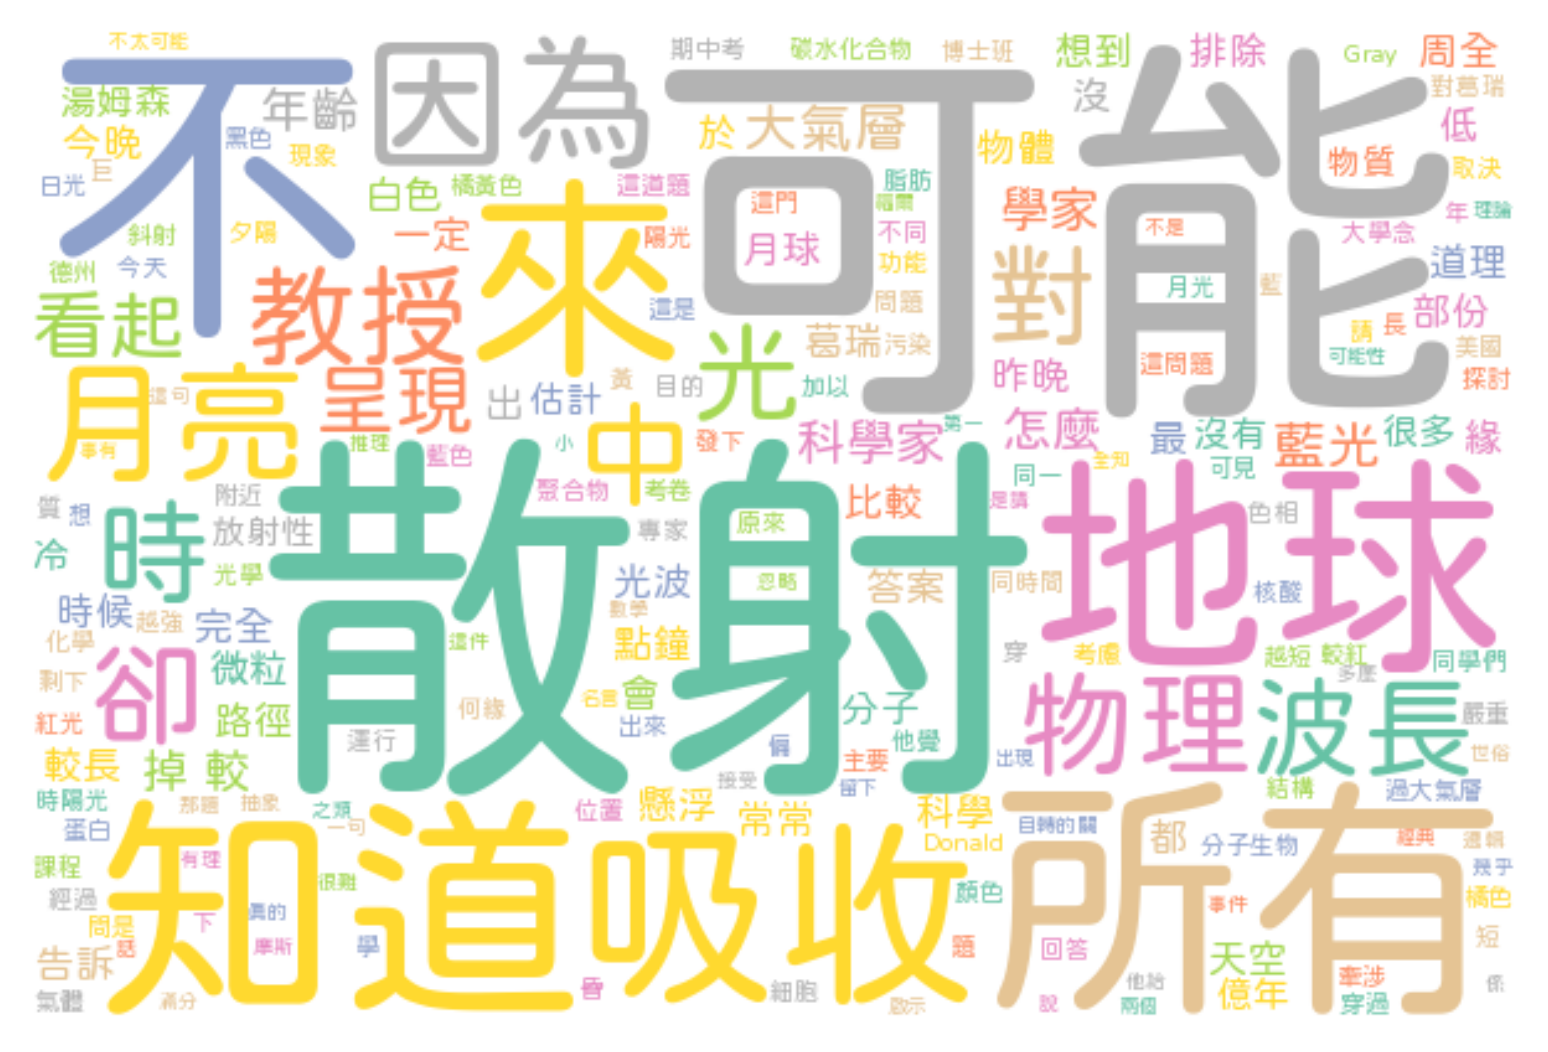 不太可能
湯姆森
今晚
巨
日光
黑色
年齡
現象
不
因為
可能
期中考
碳水化合物
博士班
想到
排除
Gray
周全
對葛瑞
沒
低
物質
取決
於
大氣層
物體
白色
橘黃色
這道題
脂肪
學家
年
理論
斜射
夕陽
一定
陽光
這門
月球
不同
功能
不是
大學念
道理
德州
今天
看起
教授
來
這是
問題
對
月光
藍
部份
請
長
美國
可能性
光
葛瑞
污染
這問題
探討
月亮
這句
呈現
出
估計
黃
目的
加以
昨晚
事有
推理
藍色
小
中
發下
科學家
第一
怎麼
最
沒有
藍光
很多
緣
全知
可見
質
想
附近
聚合物
考卷
比較
同一
是講
冷
時
放射性
散射
專家
原來
地球
色相
光學
光波
忽略
答案
同時間
核酸
時候
越強
完全
數學
化學
這件
點鐘
穿
考慮
越短
較紅
同學們
多塵
卻
微粒
剩下
名言
會
分子
物理
波長
嚴重
紅光
路徑
何緣
出來
倆
他覺
運行
主要
出現
世俗
較長
掉
較
接受
留下
結構
過大氣層
時陽光
那題
抽象
之類
一句
位置
懸浮
常常
科學
Donald
目轉的關
都
分子生物
經典
邏輯
幾乎
蛋白
課程
有理
很難
知道
吸收
所有
顏色
橘色
經過
問是
下
真的
事件
短
話
摩斯
學
題
回答
天空
告訴
牽涉
氣體
滿分
細胞
啟示
說
他給
兩個
億年
穿過
係